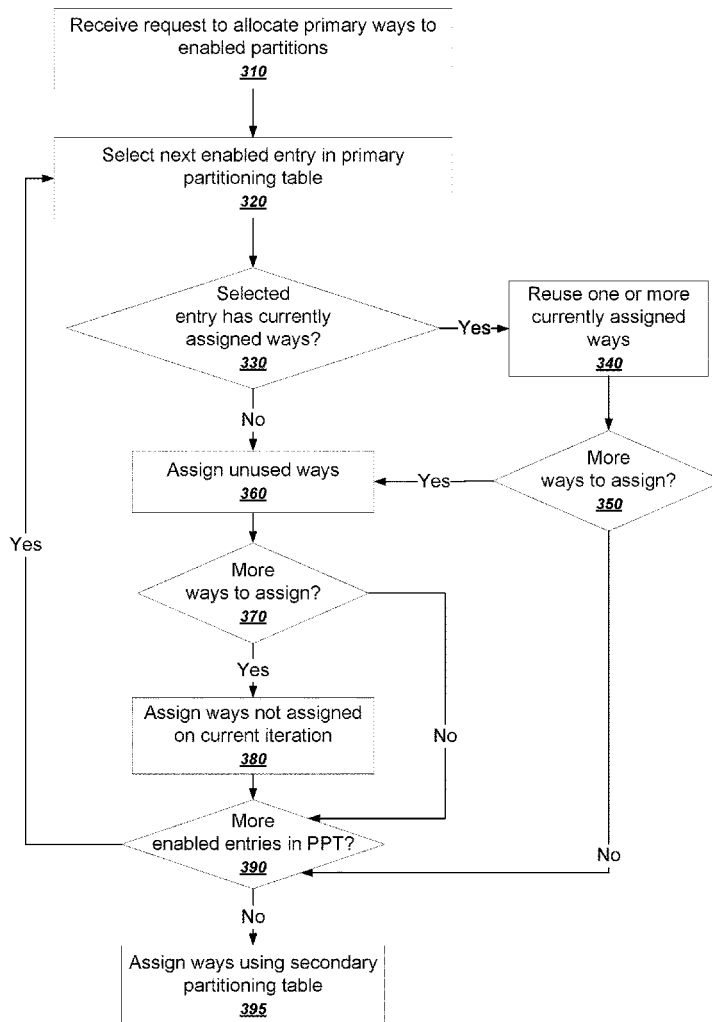 Receive request to allocate primary ways to
enabled partitions
310
Select next enabled entry in primary
partitioning table
320
Selected
entry has currently
assigned ways?
330
Yes
Reuse one or more
currently assigned
ways
340
No
Assign unused ways
360
Yes
More
ways to assign?
350
Yes
More
ways to assign?
370
Yes
Assign ways not assigned
on current iteration
380
No
More
enabled entries in PPT?
390
No
No
Assign ways using secondary
partitioning table
395